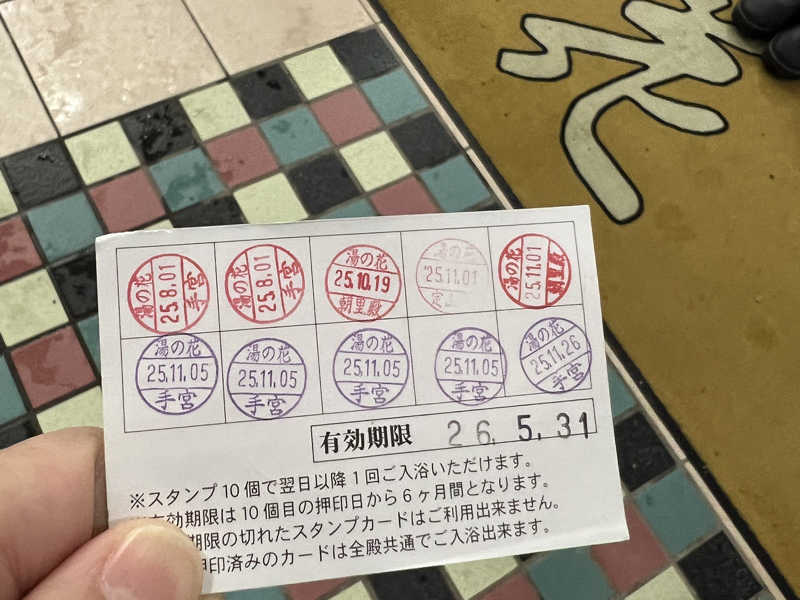 湯の花 25.8.01 手宮
湯の花 25.8.01 手宮
湯の花 25.10.19 朝里殿
湯の花 25.11.01
湯の花 25.11.01 朝里殿
湯の花 25.11.05 手宮
湯の花 25.11.05 手宮
湯の花 25.11.05 手宮
湯の花 25.11.05 手宮
湯の花 25.11.26 手宮
有効期限 26. 5. 31
※スタンプ10個で翌日以降1回ご入浴いただけます。
有効期限は10個目の押印日から6ヶ月間となります。
期限の切れたスタンプカードはご利用出来ません。
押印済みのカードは全殿共通でご入浴出来ます。